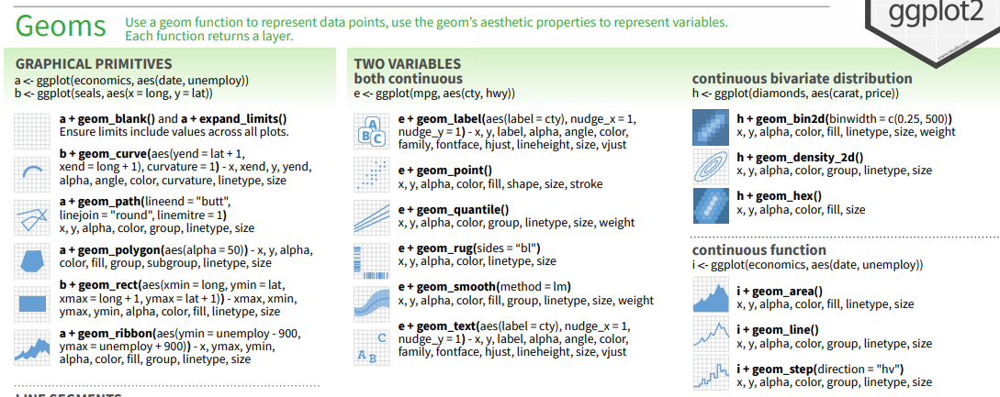 ggplot2
Geoms
Use a geom function to represent data points, use the geom's aesthetic properties to represent variables.
Each function returns a layer.
GRAPHICAL PRIMITIVES
a <- ggplot(economics, aes(date, unemploy))
b <- ggplot(seals, aes(x = long, y = lat))
a + geom_blank() and a + expand_limits()
Ensure limits include values across all plots.
b + geom_curve(aes(yend = lat + 1,
xend = long + 1), curvature = 1) - x, xend, y, yend,
alpha, angle, color, curvature, linetype, size
a + geom_path(lineend = "butt",
linejoin = "round", linemitre = 1)
x, y, alpha, color, group, linetype, size
a + geom_polygon(aes(alpha = 50)) - x, y, alpha,
color, fill, group, subgroup, linetype, size
b + geom_rect(aes(xmin = long, ymin = lat,
xmax = long + 1, ymax = lat + 1)) - xmax, xmin,
ymax, ymin, alpha, color, fill, linetype, size
a + geom_ribbon(aes(ymin = unemploy - 900,
ymax = unemploy + 900)) - x, ymax, ymin,
alpha, color, fill, group, linetype, size
LINE SEGMENTS
TWO VARIABLES
both continuous
e <- ggplot(mpg, aes(cty, hwy))
A
B C
e + geom_label(aes(label = cty), nudge_x = 1,
nudge_y = 1) - x, y, label, alpha, angle, color,
family, fontface, hjust, lineheight, size, vjust
e + geom_point()
x, y, alpha, color, fill, shape, size, stroke
e + geom_quantile()
x, y, alpha, color, group, linetype, size, weight
e + geom_rug(sides = "bl")
x, y, alpha, color, linetype, size
e + geom_smooth(method = lm)
x, y, alpha, color, fill, group, linetype, size, weight
C
A B
e + geom_text(aes(label = cty), nudge_x = 1,
nudge_y = 1) - x, y, label, alpha, angle, color,
family, fontface, hjust, lineheight, size, vjust
continuous bivariate distribution
h <- ggplot(diamonds, aes(carat, price))
h + geom_bin2d(binwidth = c(0.25, 500))
x, y, alpha, color, fill, linetype, size, weight
h + geom_density_2d()
x, y, alpha, color, group, linetype, size
h + geom_hex()
x, y, alpha, color, fill, size
continuous function
i <- ggplot(economics, aes(date, unemploy))
i + geom_area()
x, y, alpha, color, fill, linetype, size
i + geom_line()
x, y, alpha, color, group, linetype, size
i + geom_step(direction = "hv")
x, y, alpha, color, group, linetype, size